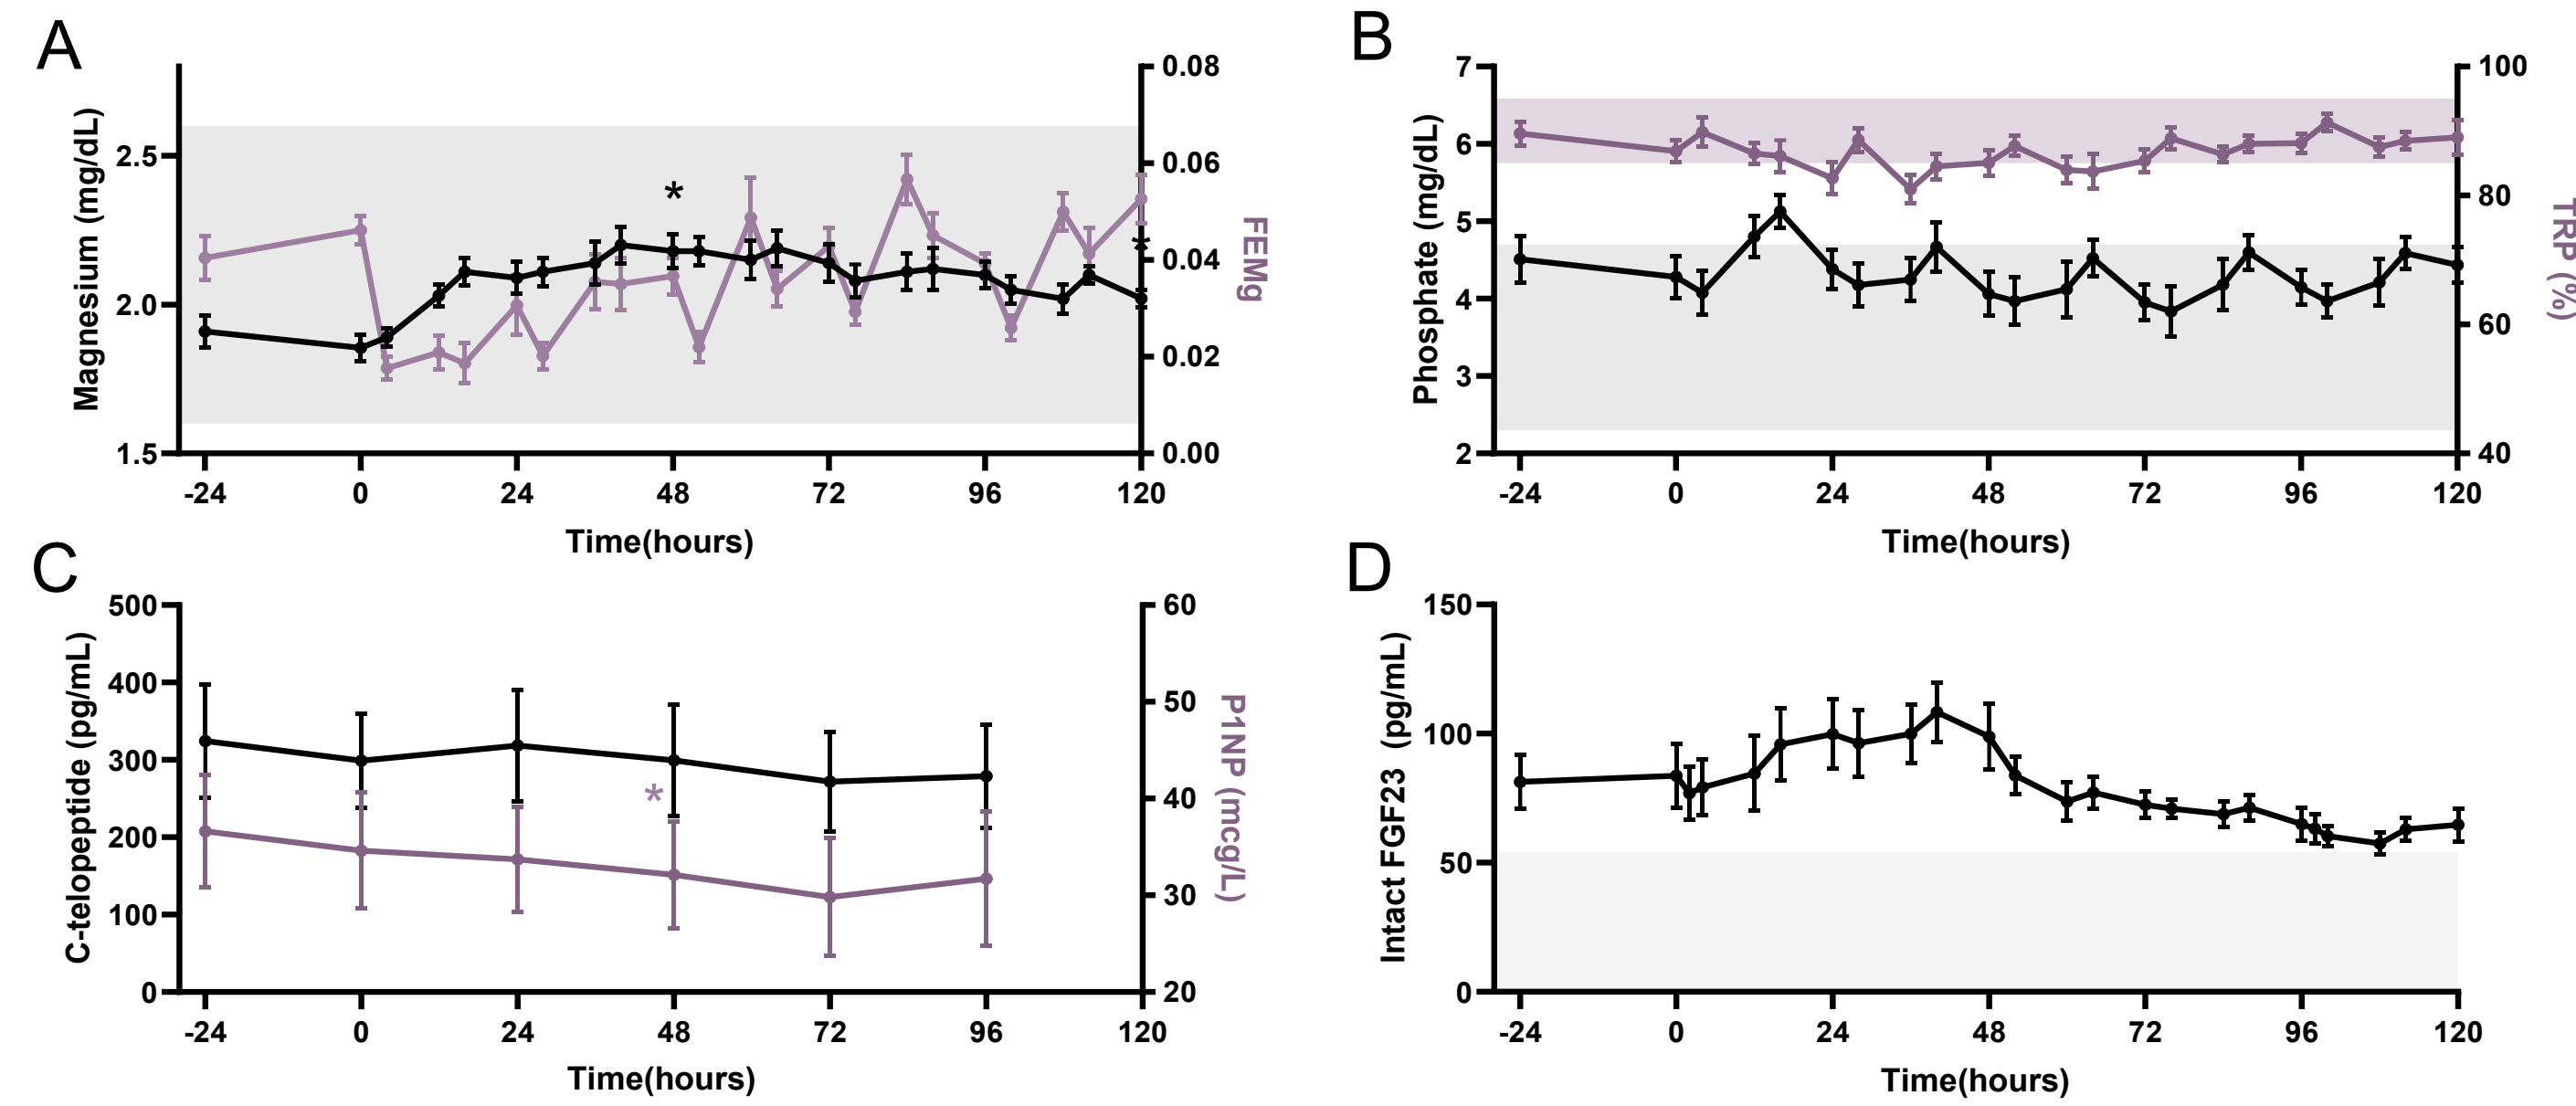 A
Magnesium (mg/dL)
2.5
2.0
1.5
-24 0 24 48 72 96 120
Time(hours)
0.08
0.06
0.04
0.02
0.00
FEMg
*
*
B
Phosphate (mg/dL)
7
6
5
4
3
2
-24 0 24 48 72 96 120
Time(hours)
100
80
60
40
TRP (%)
C
C-telopeptide (pg/mL)
500
400
300
200
100
0
-24 0 24 48 72 96 120
Time(hours)
60
50
40
30
20
P1NP (mcg/L)
*
D
Intact FGF23 (pg/mL)
150
100
50
0
-24 0 24 48 72 96 120
Time(hours)